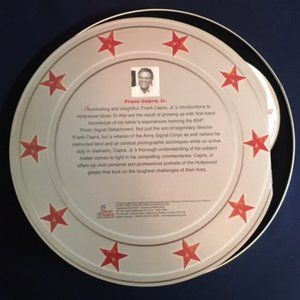 Frank Capra, Jr.
Illuminating and insightful, Frank Capra, Jr.'s introductions to
Hollywood Goes To War are the result of growing up with first-hand
knowledge of his father's experiences helming the 834th
Photo Signal Detachment. Not just the son of legendary director
Frank Capra, but a veteran of the Army Signal Corps as well (where he
instructed land and air combat photographic techniques while on active
duty in Vietnam), Capra, Jr.'s thorough understanding of his subject
matter comes to light in his compelling commentaries. Capra, Jr.
offers up vivid personal and professional portraits of the Hollywood
greats that back on the toughest challenges of their lives.